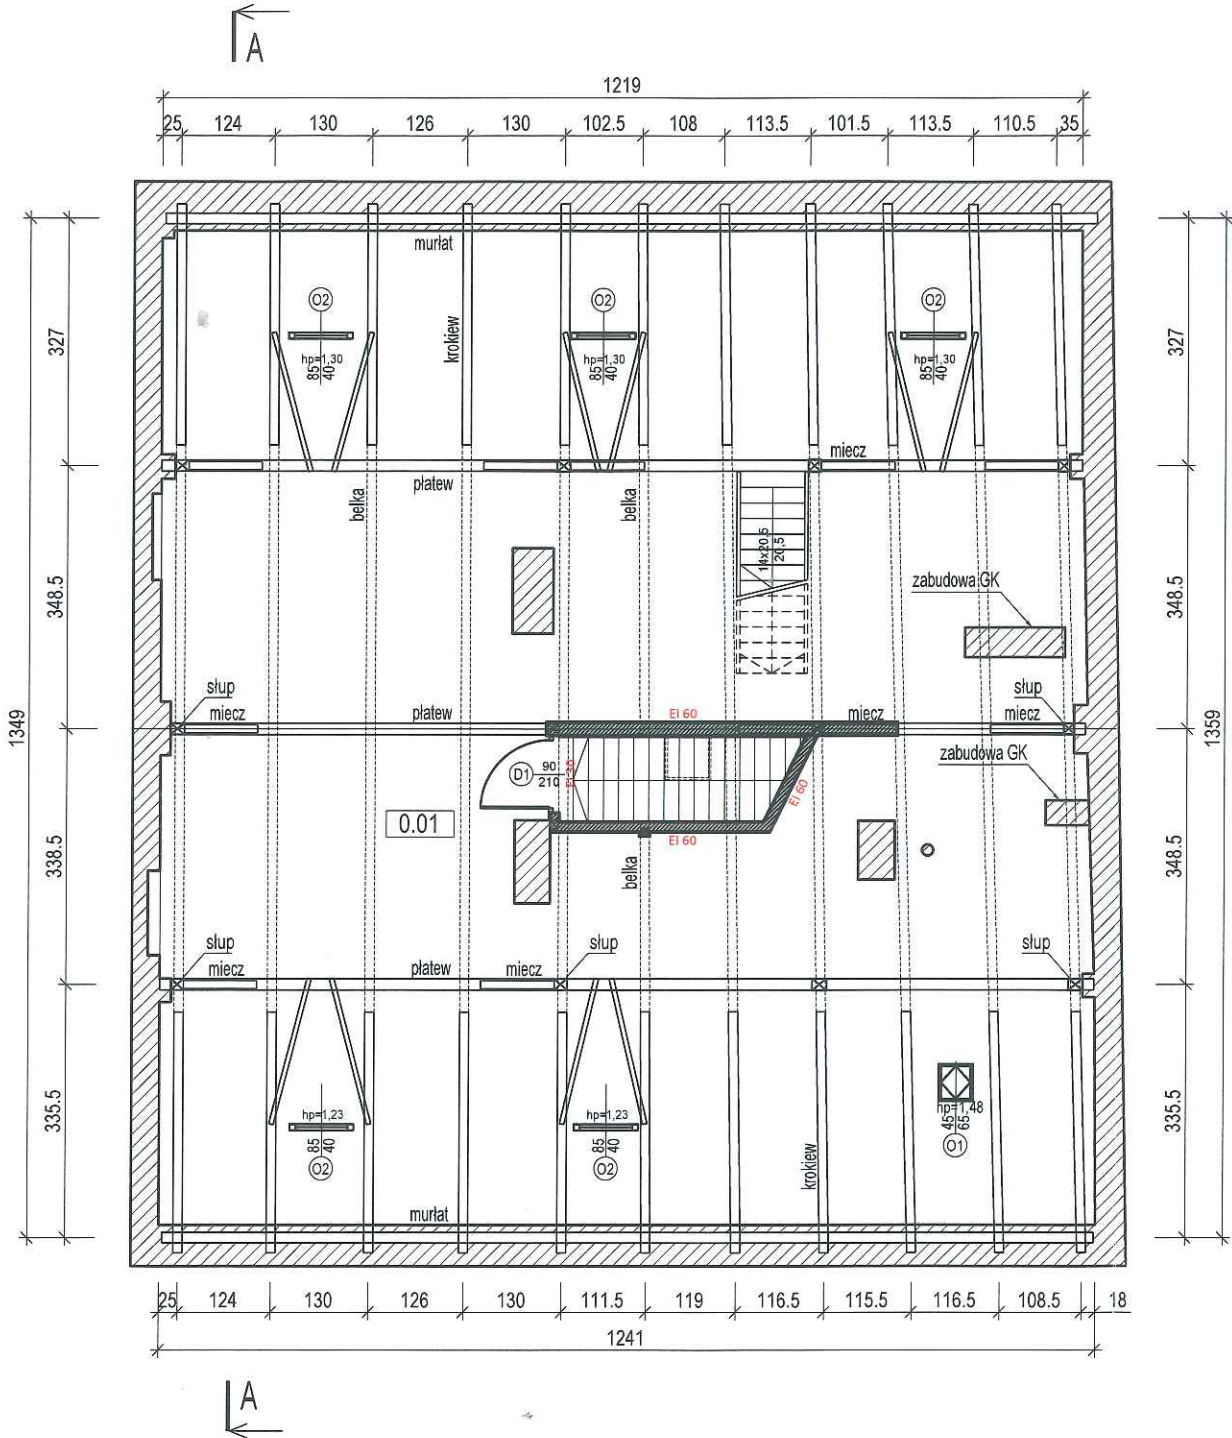 A
1219
25 124 130 126 130 102.5 108 113.5 101.5 113.5 110.5 35
murłat
O2 O2 O2
327 327
krokiew
hp=1,30 hp=1,30 hp=1,30
85 85 85
40 40 40
miecz
płatew
belka belka
14x20,5
20,5
348.5 348.5
zabudowa GK
słup słup
miecz płatew EI 60 miecz miecz
1349 1359
zabudowa GK
D1 90
210
EI 30
EI 60
0.01
EI 60
338.5 348.5
belka
słup słup słup
miecz płatew miecz
335.5 335.5
hp=1,23 hp=1,23 hp=1,48
85 85 45
40 40 65
O2 O2 O1
krokiew
murłat
25 124 130 126 130 111.5 119 116.5 115.5 116.5 108.5 18
1241
A